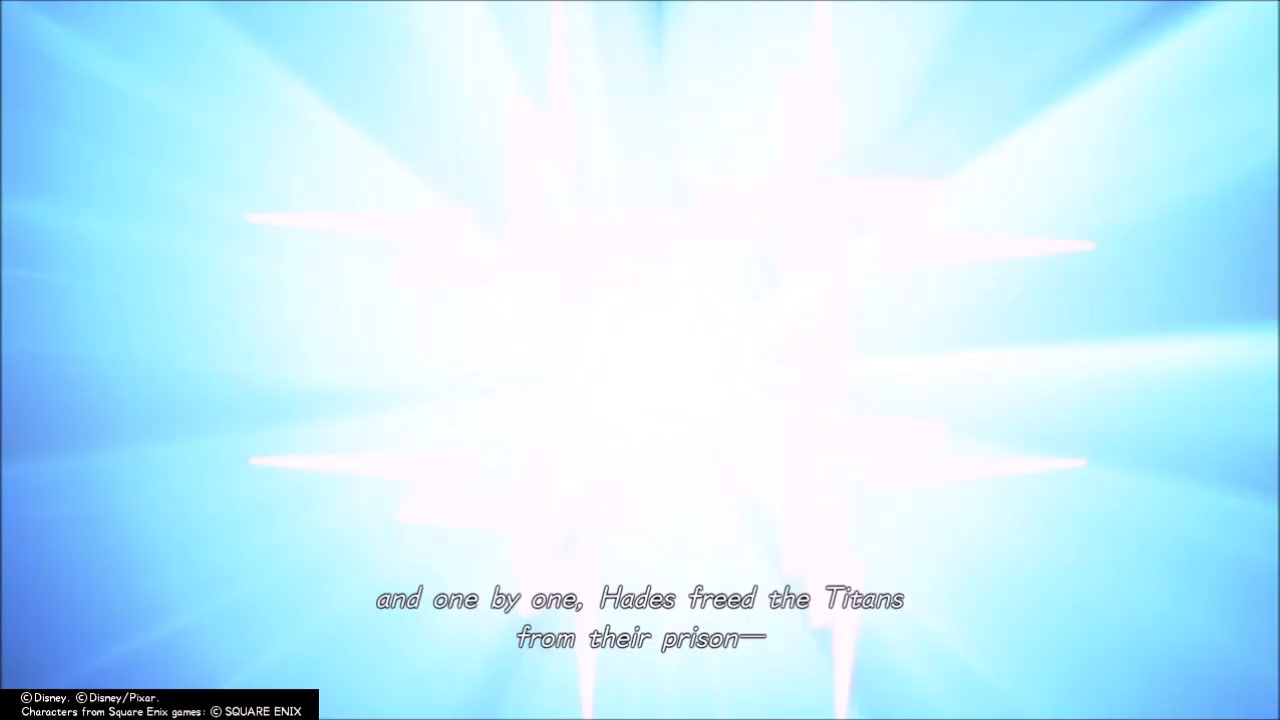 and one by one, Hades freed the Titans
from their prison—
©Disney. ©Disney/Pixar.
Characters from Square Enix games: © SQUARE ENIX